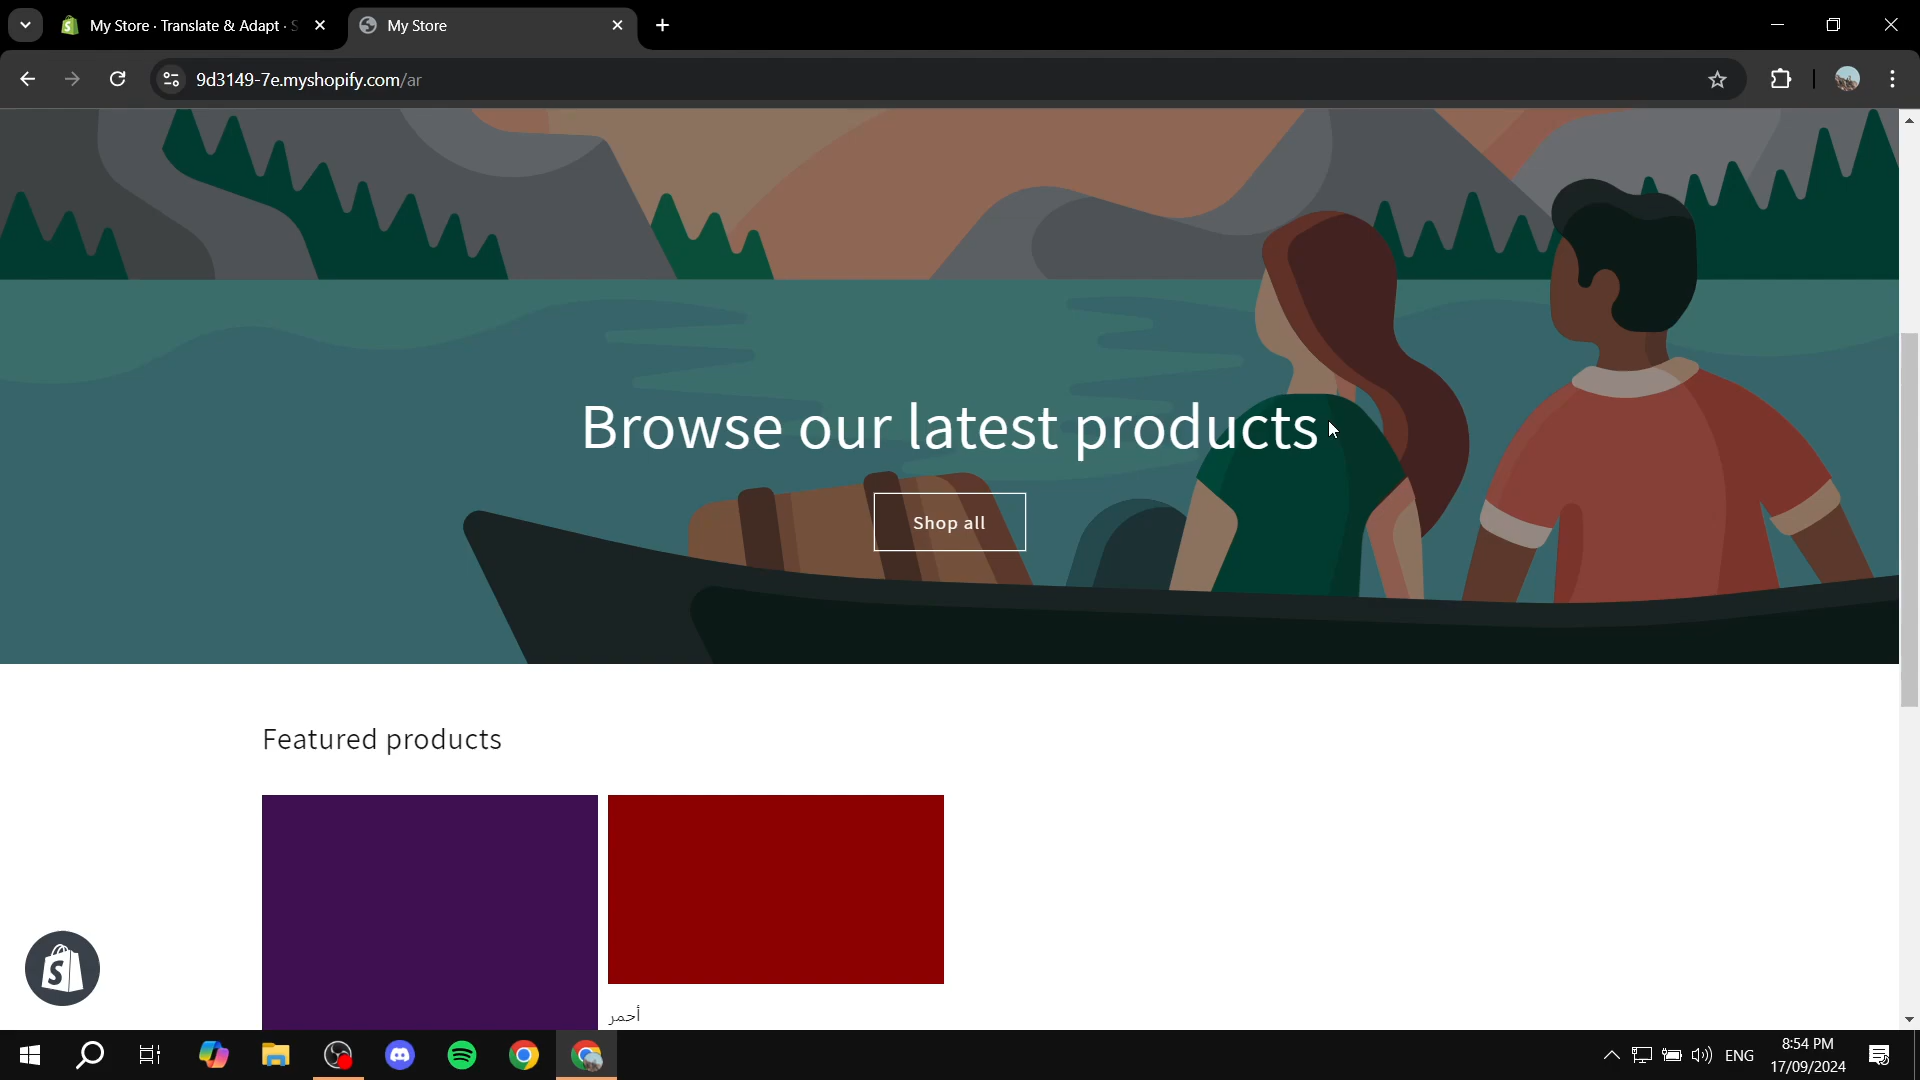 My Store · Translate & Adapt · S
My Store
9d3149-7e.myshopify.com/ar
Browse our latest products
Shop all
Featured products
أحمر
ENG
8:54 PM
17/09/2024